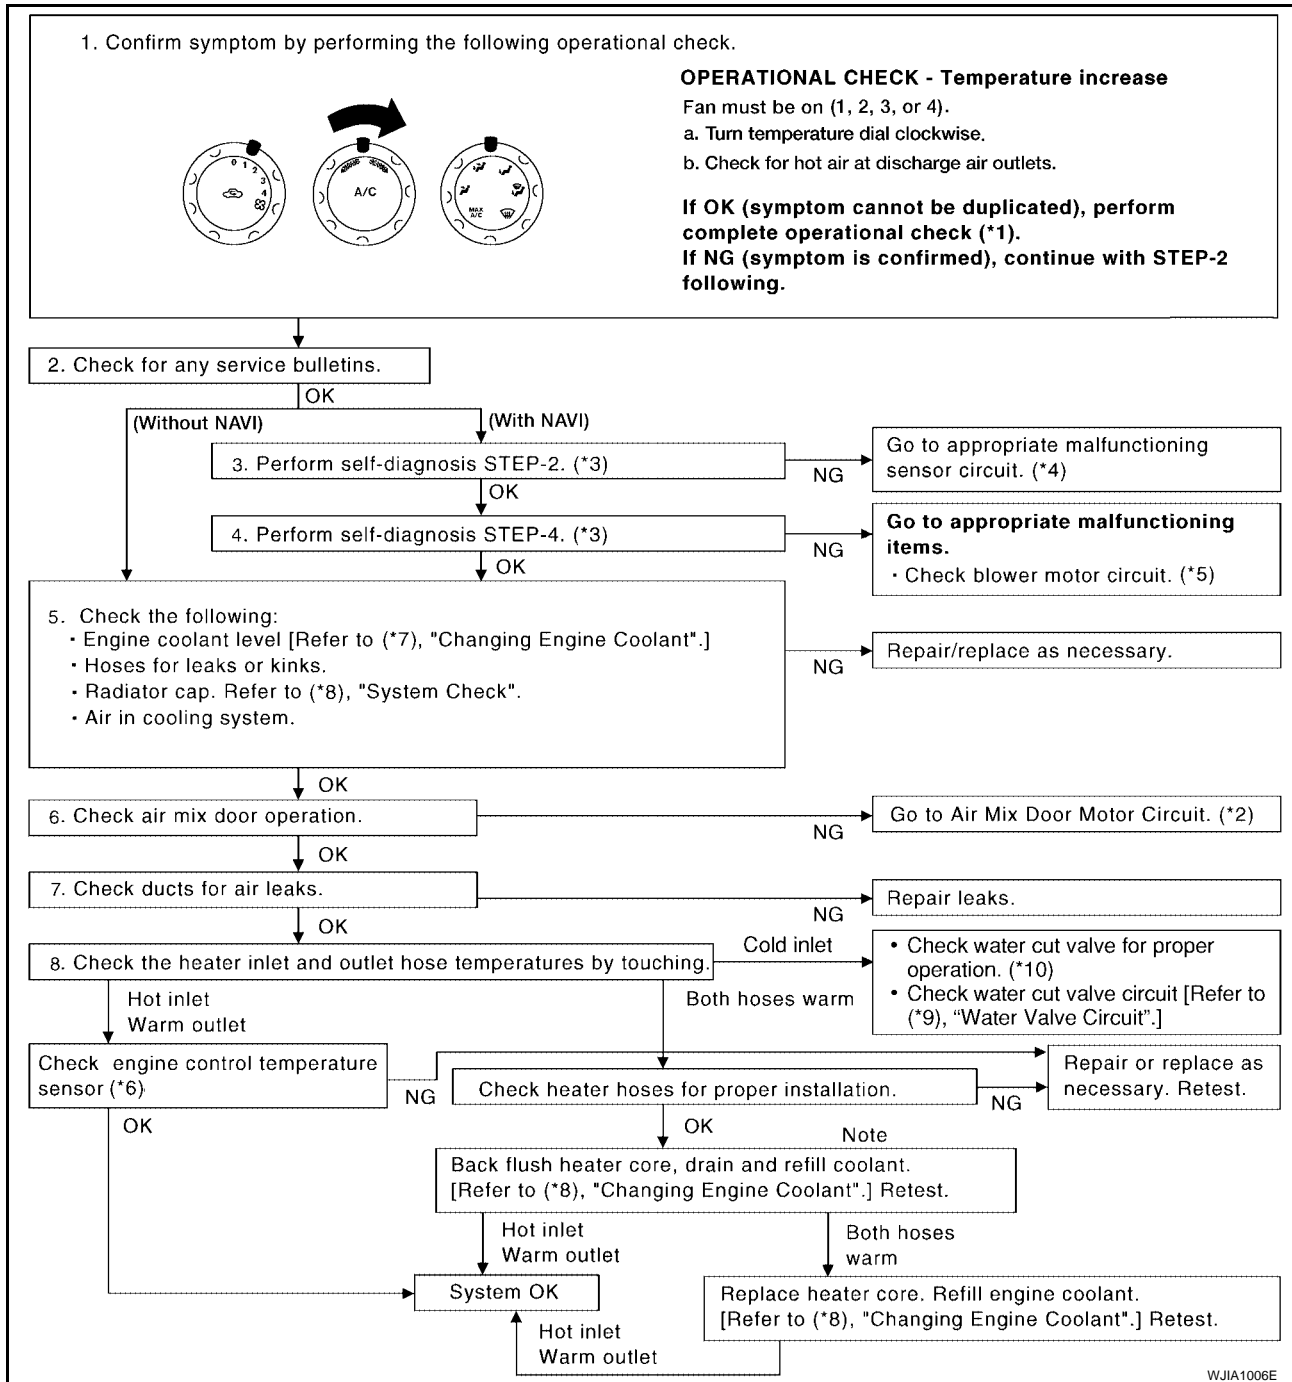 1. Confirm symptom by performing the following operational check.
OPERATIONAL CHECK - Temperature increase
Fan must be on (1, 2, 3, or 4).
a. Turn temperature dial clockwise.
b. Check for hot air at discharge air outlets.
If OK (symptom cannot be duplicated), perform
complete operational check (*1).
If NG (symptom is confirmed), continue with STEP-2
following.
0
1
2
3
4
A/C
MAX
A/C
2. Check for any service bulletins.
OK
(Without NAVI)
(With NAVI)
3. Perform self-diagnosis STEP-2. (*3)
NG
Go to appropriate malfunctioning
sensor circuit. (*4)
OK
4. Perform self-diagnosis STEP-4. (*3)
NG
Go to appropriate malfunctioning
items.
· Check blower motor circuit. (*5)
OK
5. Check the following:
· Engine coolant level [Refer to (*7), "Changing Engine Coolant".]
· Hoses for leaks or kinks.
· Radiator cap. Refer to (*8), "System Check".
· Air in cooling system.
NG
Repair/replace as necessary.
OK
6. Check air mix door operation.
NG
Go to Air Mix Door Motor Circuit. (*2)
OK
7. Check ducts for air leaks.
NG
Repair leaks.
OK
8. Check the heater inlet and outlet hose temperatures by touching.
Cold inlet
• Check water cut valve for proper
operation. (*10)
• Check water cut valve circuit [Refer to
(*9), “Water Valve Circuit”.]
Hot inlet
Warm outlet
Both hoses warm
Check engine control temperature
sensor (*6)
NG
Repair or replace as
necessary. Retest.
Check heater hoses for proper installation.
NG
OK
OK
Note
Back flush heater core, drain and refill coolant.
[Refer to (*8), "Changing Engine Coolant".] Retest.
Hot inlet
Warm outlet
Both hoses
warm
System OK
Replace heater core. Refill engine coolant.
[Refer to (*8), "Changing Engine Coolant".] Retest.
Hot inlet
Warm outlet
WJIA1006E